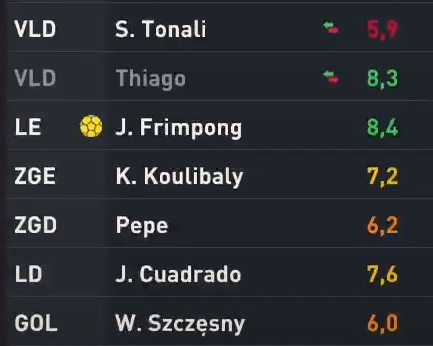 VLD S. Tonali 5,9
VLD Thiago 8,3
LE J. Frimpong 8,4
ZGE K. Koulibaly 7,2
ZGD Pepe 6,2
LD J. Cuadrado 7,6
GOL W. Szczęsny 6,0